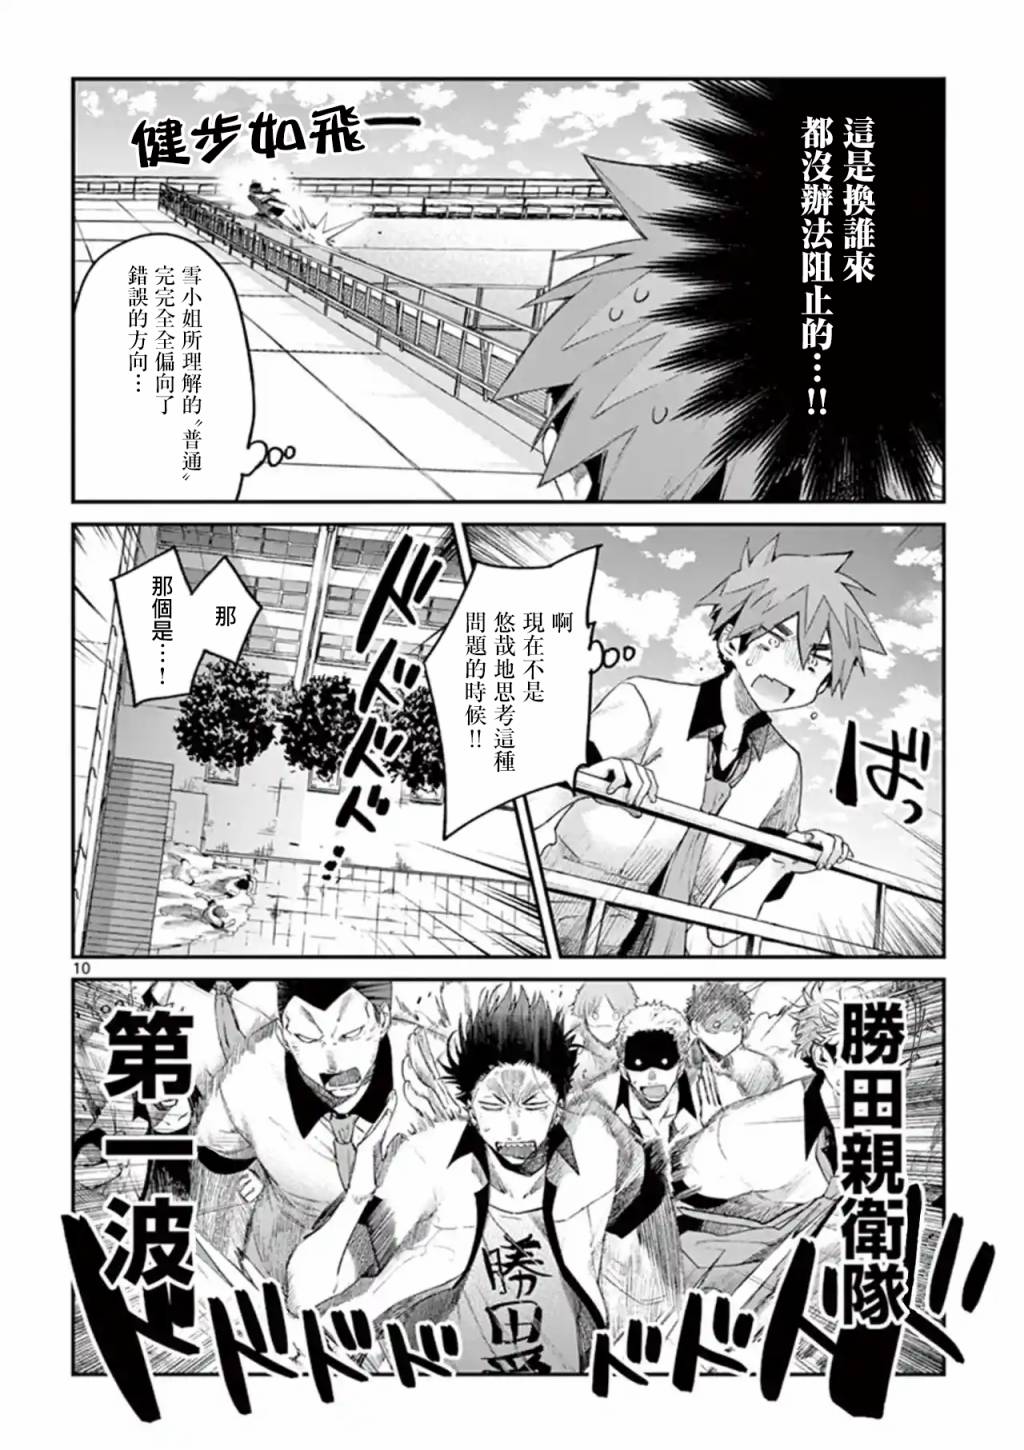 這是換誰來
都沒辦法阻止的…!!
健步如飛一
雪小姐所理解的〝普通〞
完完全全偏向了
錯誤的方向…
啊
現在不是
悠哉地思考這種
問題的時候!!
ばっ
ドドドドド…
那
那個是…!
10
勝田親衛隊
第一波
勝田
ドドドドドドドド